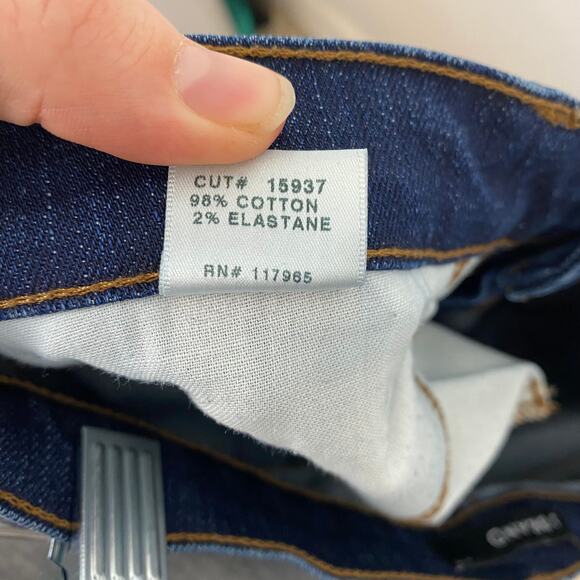 CUT# 15937
98% COTTON
2% ELASTANE
RN# 117965